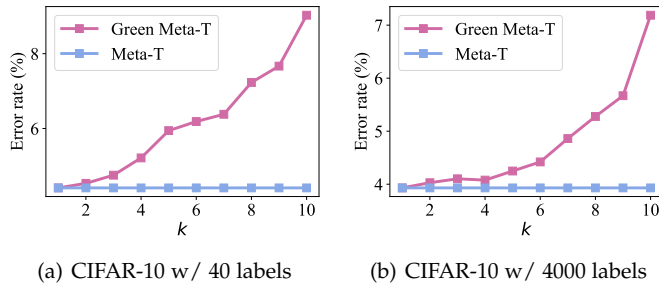 Green Meta-T
Meta-T
Error rate (%)
8
6
2 4 6 8 10
k
(a) CIFAR-10 w/ 40 labels
Green Meta-T
Meta-T
Error rate (%)
7
6
5
4
2 4 6 8 10
k
(b) CIFAR-10 w/ 4000 labels